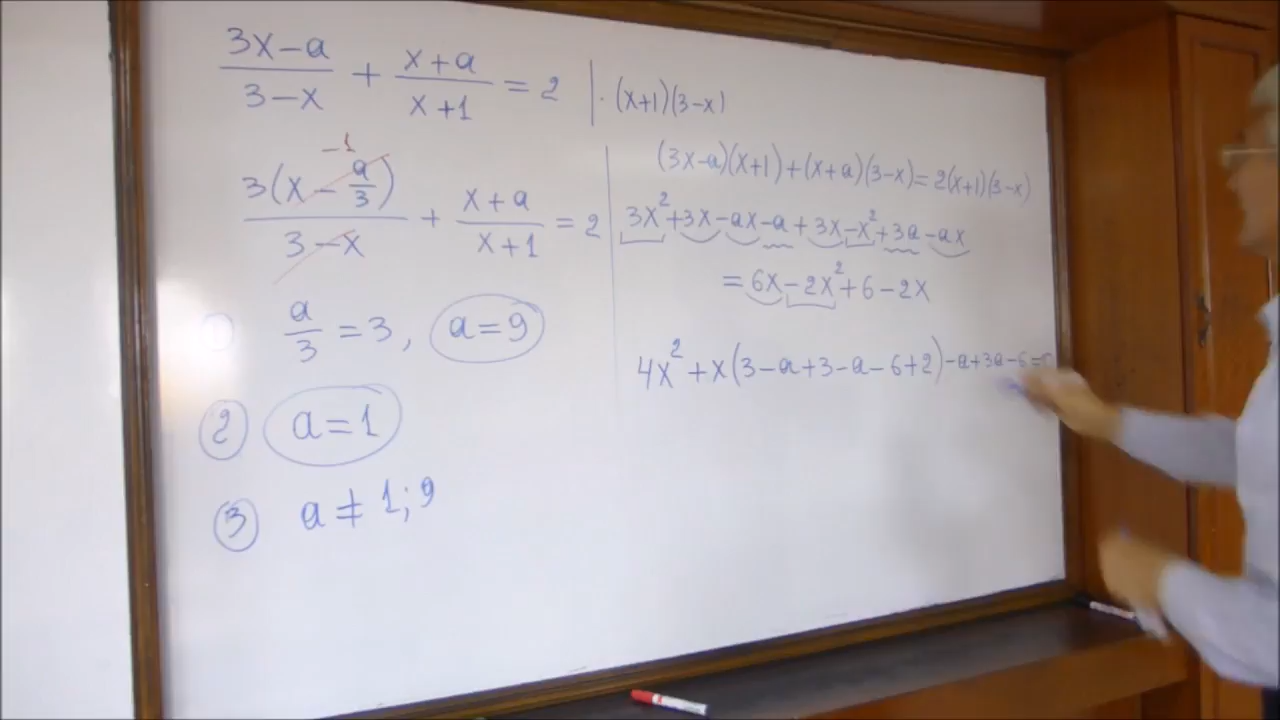 (3x-a)/(3-x) + (x+a)/(x+1) = 2 | ·(x+1)(3-x)
-1
3(x - a/3)/(3-x) + (x+a)/(x+1) = 2
① a/3 = 3, a=9
② a=1
③ a≠1;9
(3x-a)(x+1)+(x+a)(3-x)=2(x+1)(3-x)
3x²+3x-ax-a+3x-x²+3a-ax
=6x-2x²+6-2x
4x²+x(3-a+3-a-6+2)-a+3a-6=0